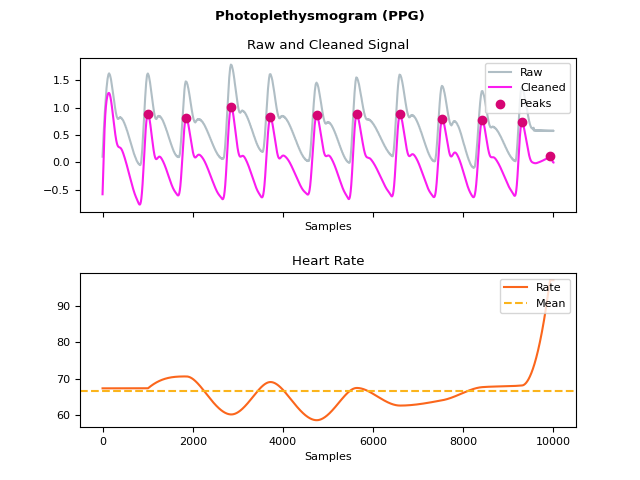 Photoplethysmogram (PPG)
Raw and Cleaned Signal
Raw
Cleaned
Peaks
1.5
1.0
0.5
0.0
−0.5
Samples
Heart Rate
Rate
Mean
90
80
70
60
0 2000 4000 6000 8000 10000
Samples